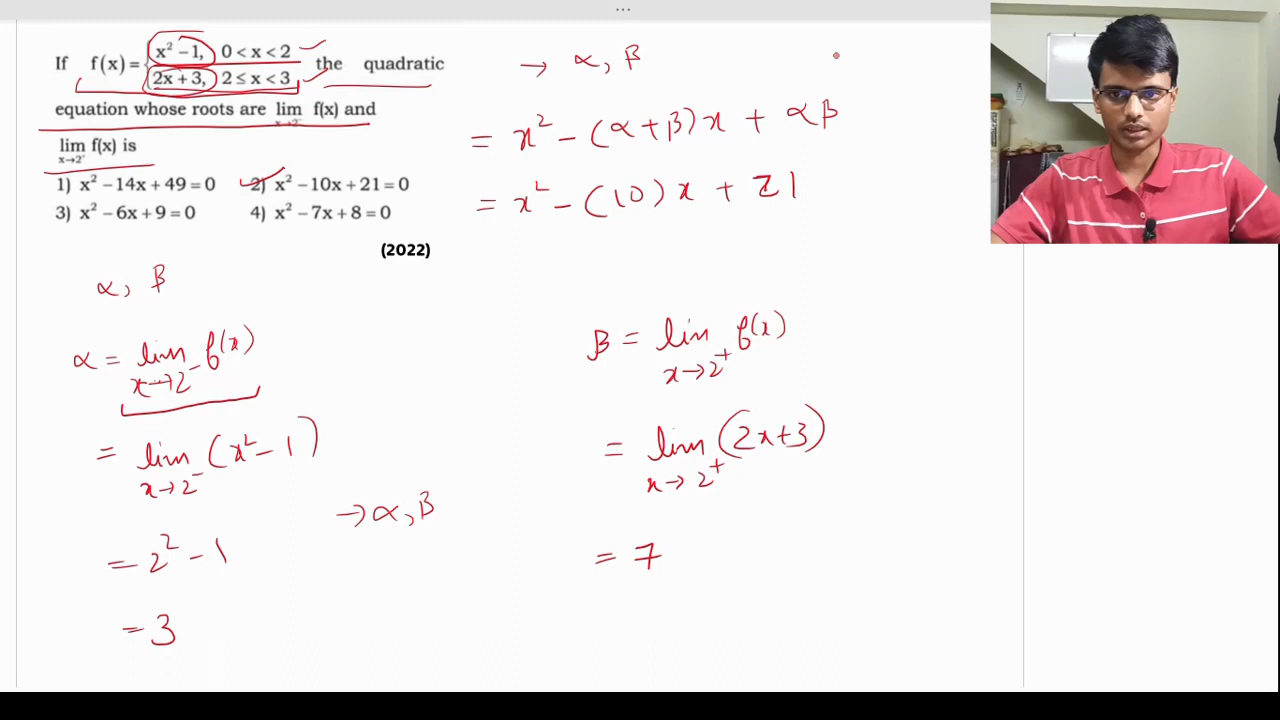 If f(x) = { x² − 1, 0 < x < 2
2x + 3, 2 ≤ x < 3 the quadratic
equation whose roots are lim f(x) and
x→2⁻
lim f(x) is
x→2⁺
1) x² − 14x + 49 = 0 2) x² − 10x + 21 = 0
3) x² − 6x + 9 = 0 4) x² − 7x + 8 = 0
(2022)
→ α, β
= x² − (α + β)x + αβ
= x² − (10)x + 21
α, β
α = lim f(x)
x→2⁻
= lim (x² − 1)
x→2⁻
= 2² − 1
= 3
→ α, β
β = lim f(x)
x→2⁺
= lim (2x+3)
x→2⁺
= 7